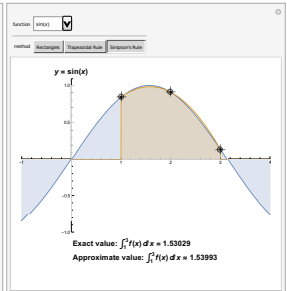 function sin(x)
method Rectangles Trapezoidal Rule Simpson's Rule
y = sin(x)
1.0
0.5
-1 1 2 3 4
-0.5
-1.0
Exact value: ∫₁³f(x) dx ≈ 1.53029
Approximate value: ∫₁³f(x) dx ≈ 1.53993